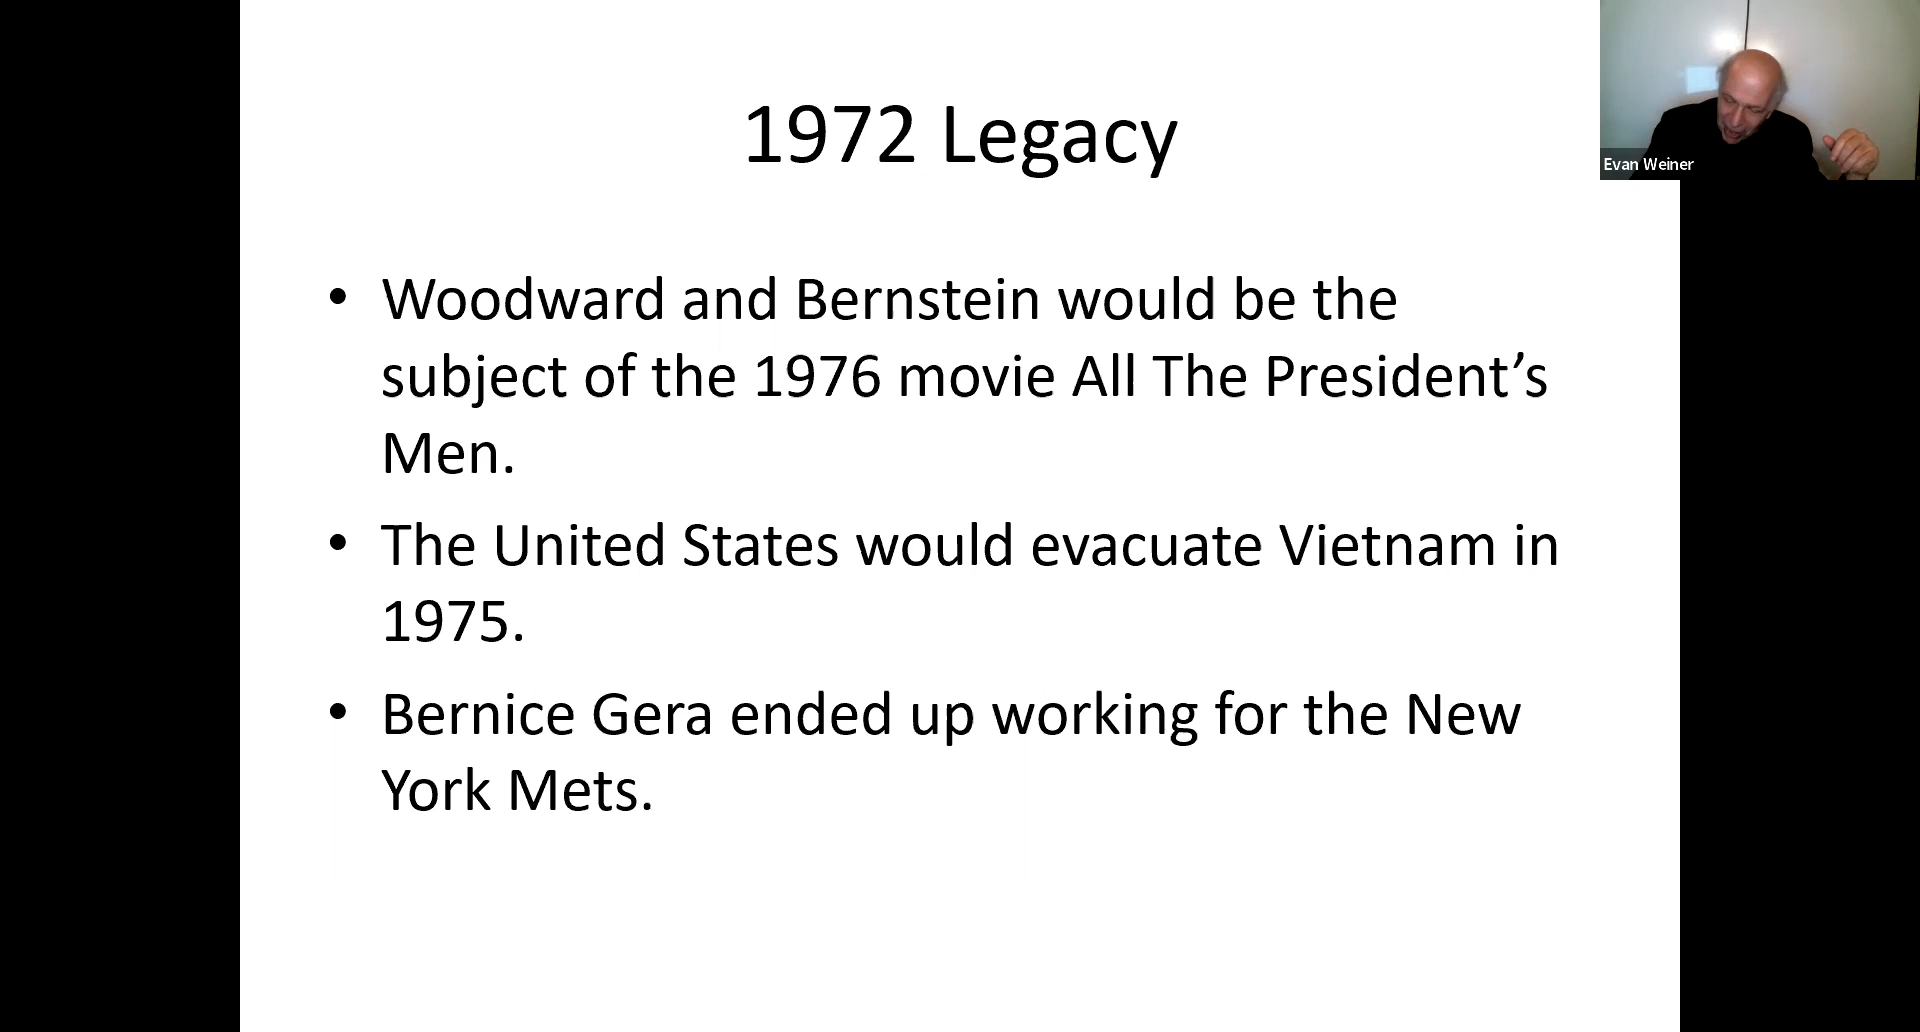 1972 Legacy
Evan Weiner
• Woodward and Bernstein would be the
subject of the 1976 movie All The President’s
Men.
• The United States would evacuate Vietnam in
1975.
• Bernice Gera ended up working for the New
York Mets.